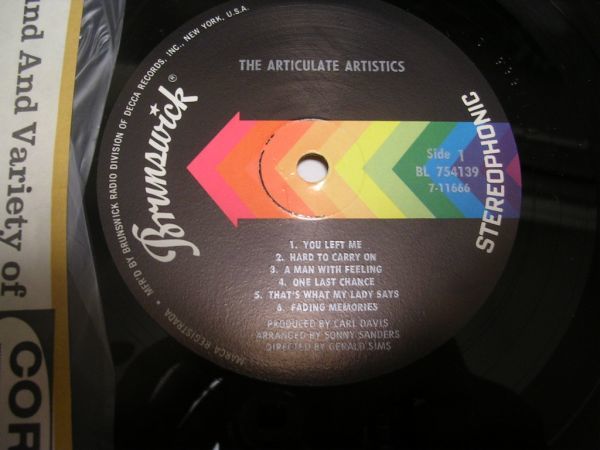 THE ARTICULATE ARTISTICS
Brunswick®
STEREOPHONIC
Side 1
BL 754139
7-11666
1. YOU LEFT ME
2. HARD TO CARRY ON
3. A MAN WITH FEELING
4. ONE LAST CHANCE
5. THAT'S WHAT MY LADY SAYS
6. FADING MEMORIES
PRODUCED BY CARL DAVIS
ARRANGED BY SONNY SANDERS
DIRECTED BY GERALD SIMS
MARCA REGISTRADA • MFR'D BY BRUNSWICK RADIO DIVISION OF DECCA RECORDS, INC., NEW YORK, U.S.A.
und And Variety of
COR